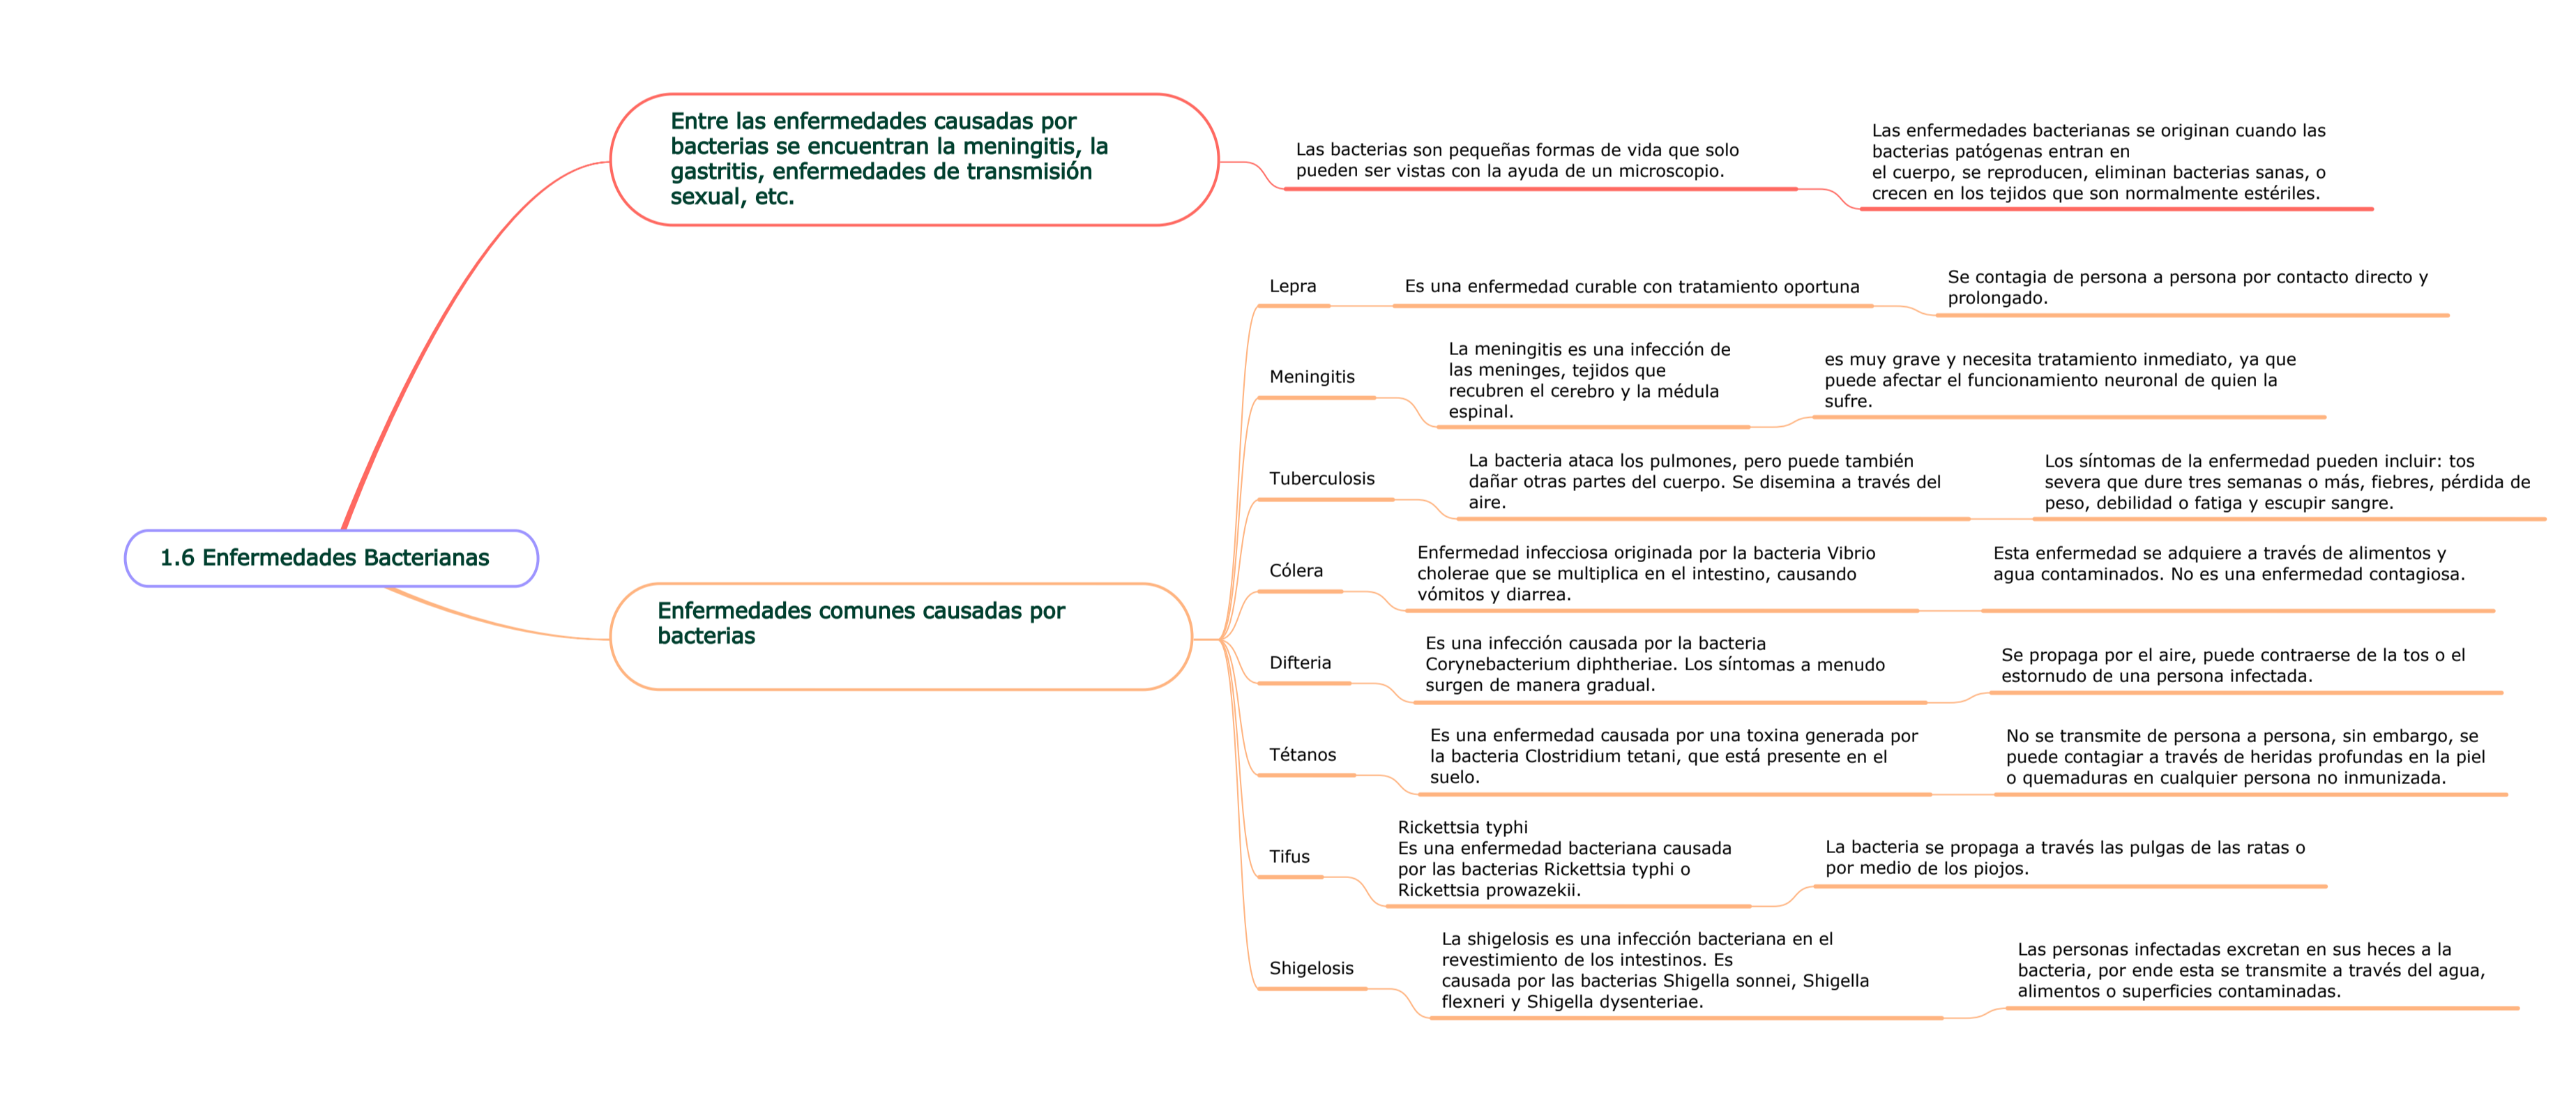 1.6 Enfermedades Bacterianas
Entre las enfermedades causadas por
bacterias se encuentran la meningitis, la
gastritis, enfermedades de transmisión
sexual, etc.
Las bacterias son pequeñas formas de vida que solo
pueden ser vistas con la ayuda de un microscopio.
Las enfermedades bacterianas se originan cuando las
bacterias patógenas entran en
el cuerpo, se reproducen, eliminan bacterias sanas, o
crecen en los tejidos que son normalmente estériles.
Enfermedades comunes causadas por
bacterias
Lepra
Es una enfermedad curable con tratamiento oportuna
Se contagia de persona a persona por contacto directo y
prolongado.
Meningitis
La meningitis es una infección de
las meninges, tejidos que
recubren el cerebro y la médula
espinal.
es muy grave y necesita tratamiento inmediato, ya que
puede afectar el funcionamiento neuronal de quien la
sufre.
Tuberculosis
La bacteria ataca los pulmones, pero puede también
dañar otras partes del cuerpo. Se disemina a través del
aire.
Los síntomas de la enfermedad pueden incluir: tos
severa que dure tres semanas o más, fiebres, pérdida de
peso, debilidad o fatiga y escupir sangre.
Cólera
Enfermedad infecciosa originada por la bacteria Vibrio
cholerae que se multiplica en el intestino, causando
vómitos y diarrea.
Esta enfermedad se adquiere a través de alimentos y
agua contaminados. No es una enfermedad contagiosa.
Difteria
Es una infección causada por la bacteria
Corynebacterium diphtheriae. Los síntomas a menudo
surgen de manera gradual.
Se propaga por el aire, puede contraerse de la tos o el
estornudo de una persona infectada.
Tétanos
Es una enfermedad causada por una toxina generada por
la bacteria Clostridium tetani, que está presente en el
suelo.
No se transmite de persona a persona, sin embargo, se
puede contagiar a través de heridas profundas en la piel
o quemaduras en cualquier persona no inmunizada.
Tifus
Rickettsia typhi
Es una enfermedad bacteriana causada
por las bacterias Rickettsia typhi o
Rickettsia prowazekii.
La bacteria se propaga a través las pulgas de las ratas o
por medio de los piojos.
Shigelosis
La shigelosis es una infección bacteriana en el
revestimiento de los intestinos. Es
causada por las bacterias Shigella sonnei, Shigella
flexneri y Shigella dysenteriae.
Las personas infectadas excretan en sus heces a la
bacteria, por ende esta se transmite a través del agua,
alimentos o superficies contaminadas.